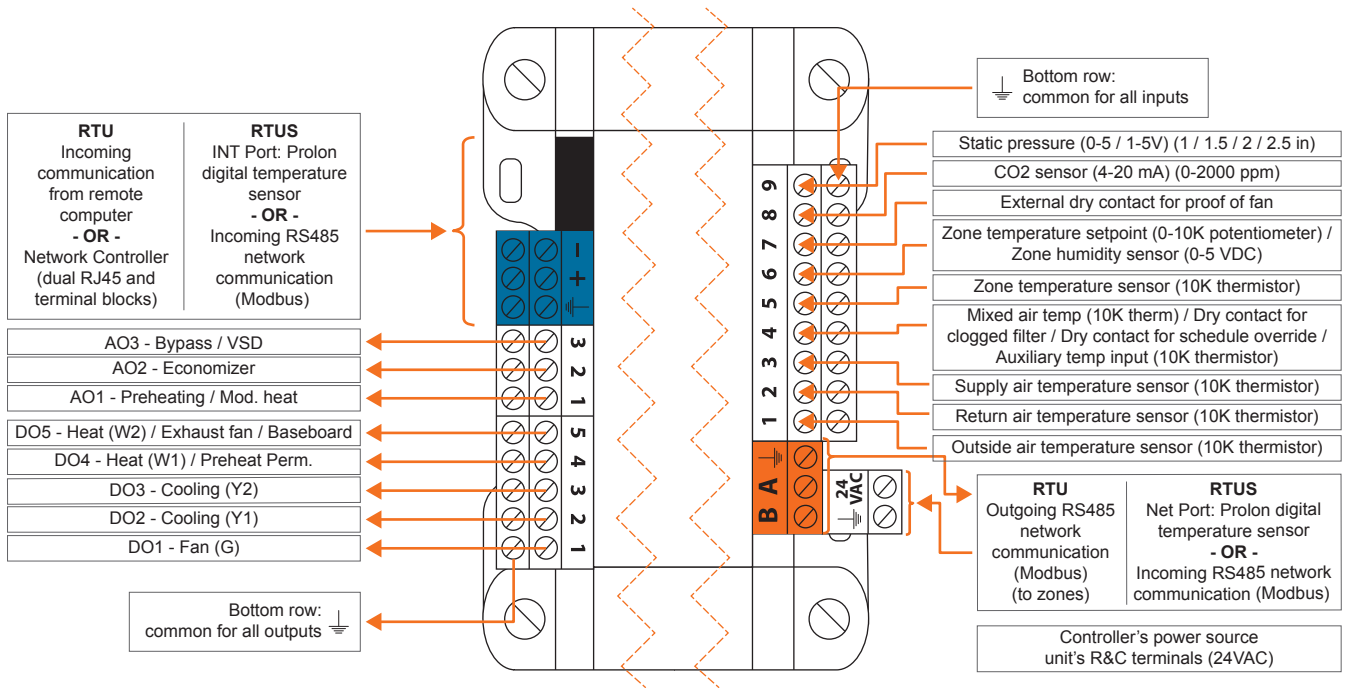 RTU
Incoming
communication
from remote
computer
- OR -
Network Controller
(dual RJ45 and
terminal blocks)
RTUS
INT Port: Prolon
digital temperature
sensor
- OR -
Incoming RS485
network
communication
(Modbus)
AO3 - Bypass / VSD
AO2 - Economizer
AO1 - Preheating / Mod. heat
DO5 - Heat (W2) / Exhaust fan / Baseboard
DO4 - Heat (W1) / Preheat Perm.
DO3 - Cooling (Y2)
DO2 - Cooling (Y1)
DO1 - Fan (G)
Bottom row:
common for all outputs
-
+
3
2
1
5
4
3
2
1
9
8
7
6
5
4
3
2
1
B A
24
VAC
Bottom row:
common for all inputs
Static pressure (0-5 / 1-5V) (1 / 1.5 / 2 / 2.5 in)
CO2 sensor (4-20 mA) (0-2000 ppm)
External dry contact for proof of fan
Zone temperature setpoint (0-10K potentiometer) /
Zone humidity sensor (0-5 VDC)
Zone temperature sensor (10K thermistor)
Mixed air temp (10K therm) / Dry contact for
clogged filter / Dry contact for schedule override /
Auxiliary temp input (10K thermistor)
Supply air temperature sensor (10K thermistor)
Return air temperature sensor (10K thermistor)
Outside air temperature sensor (10K thermistor)
RTU
Outgoing RS485
network
communication
(Modbus)
(to zones)
RTUS
Net Port: Prolon digital
temperature sensor
- OR -
Incoming RS485 network
communication (Modbus)
Controller's power source
unit's R&C terminals (24VAC)